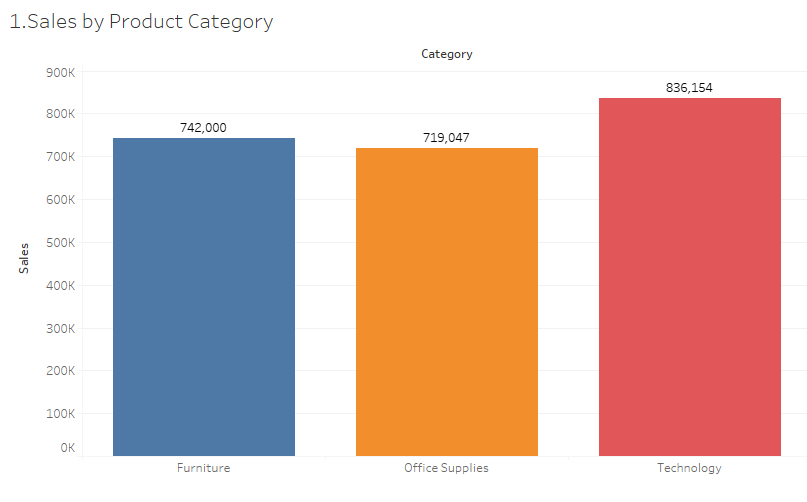 1.Sales by Product Category
Category
900K
836,154
800K
742,000
719,047
700K
600K
500K
Sales
400K
300K
200K
100K
0K
Furniture Office Supplies Technology